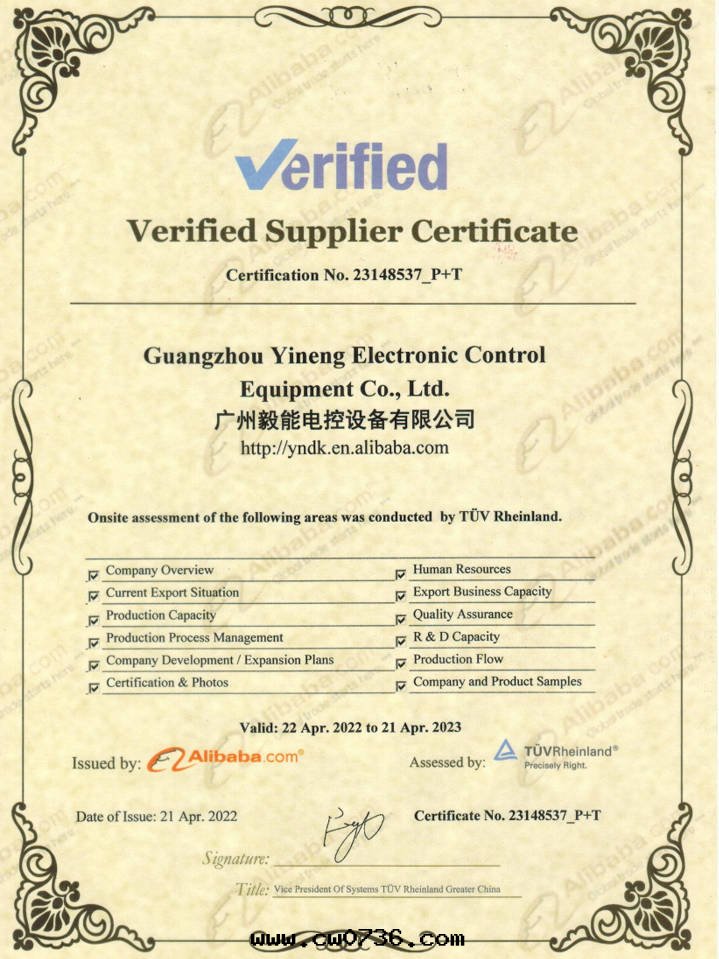 Verified
Verified Supplier Certificate
Certification No. 23148537_P+T
Guangzhou Yineng Electronic Control
Equipment Co., Ltd.
广州毅能电控设备有限公司
http://yndk.en.alibaba.com
Onsite assessment of the following areas was conducted by TÜV Rheinland.
Company Overview
Human Resources
Current Export Situation
Export Business Capacity
Production Capacity
Quality Assurance
Production Process Management
R & D Capacity
Company Development / Expansion Plans
Production Flow
Certification & Photos
Company and Product Samples
Valid: 22 Apr. 2022 to 21 Apr. 2023
Issued by: Alibaba.com®
Assessed by: TÜVRheinland®
Precisely Right.
Date of Issue: 21 Apr. 2022
Certificate No. 23148537_P+T
Signature:
Title: Vice President Of Systems TÜV Rheinland Greater China
www.cw0736.com